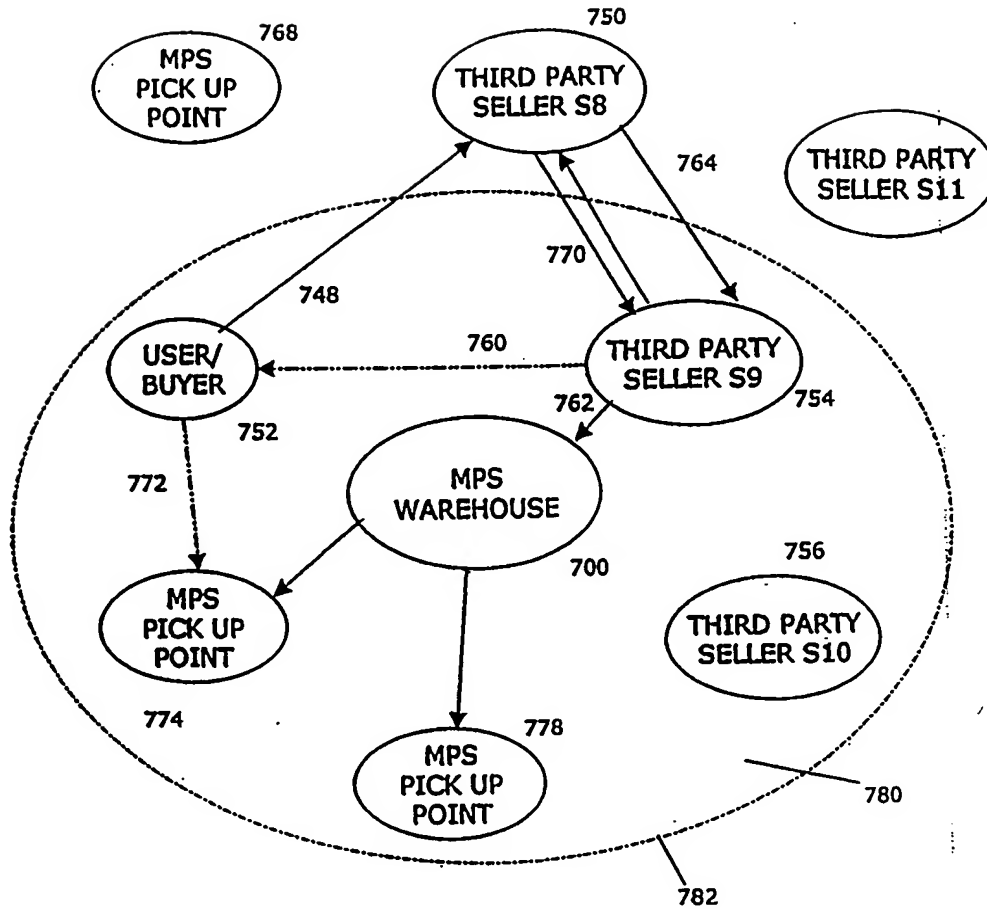 768
MPS
PICK UP
POINT
750
THIRD PARTY
SELLER S8
764
THIRD PARTY
SELLER S11
770
748
USER/
BUYER
752
760
THIRD PARTY
SELLER S9
754
762
772
MPS
WAREHOUSE
700
756
THIRD PARTY
SELLER S10
MPS
PICK UP
POINT
774
778
MPS
PICK UP
POINT
780
782